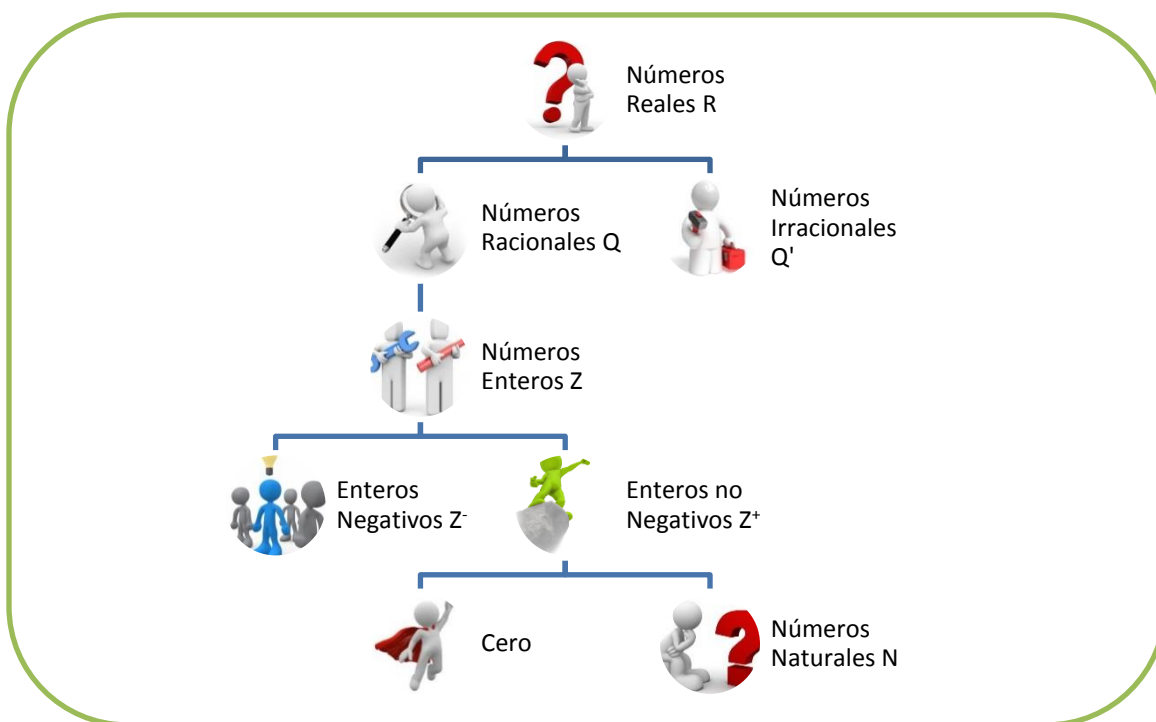 Números
Reales R
Números
Racionales Q
Números
Irracionales
Q'
Números
Enteros Z
Enteros
Negativos Z-
Enteros no
Negativos Z+
Cero
Números
Naturales N